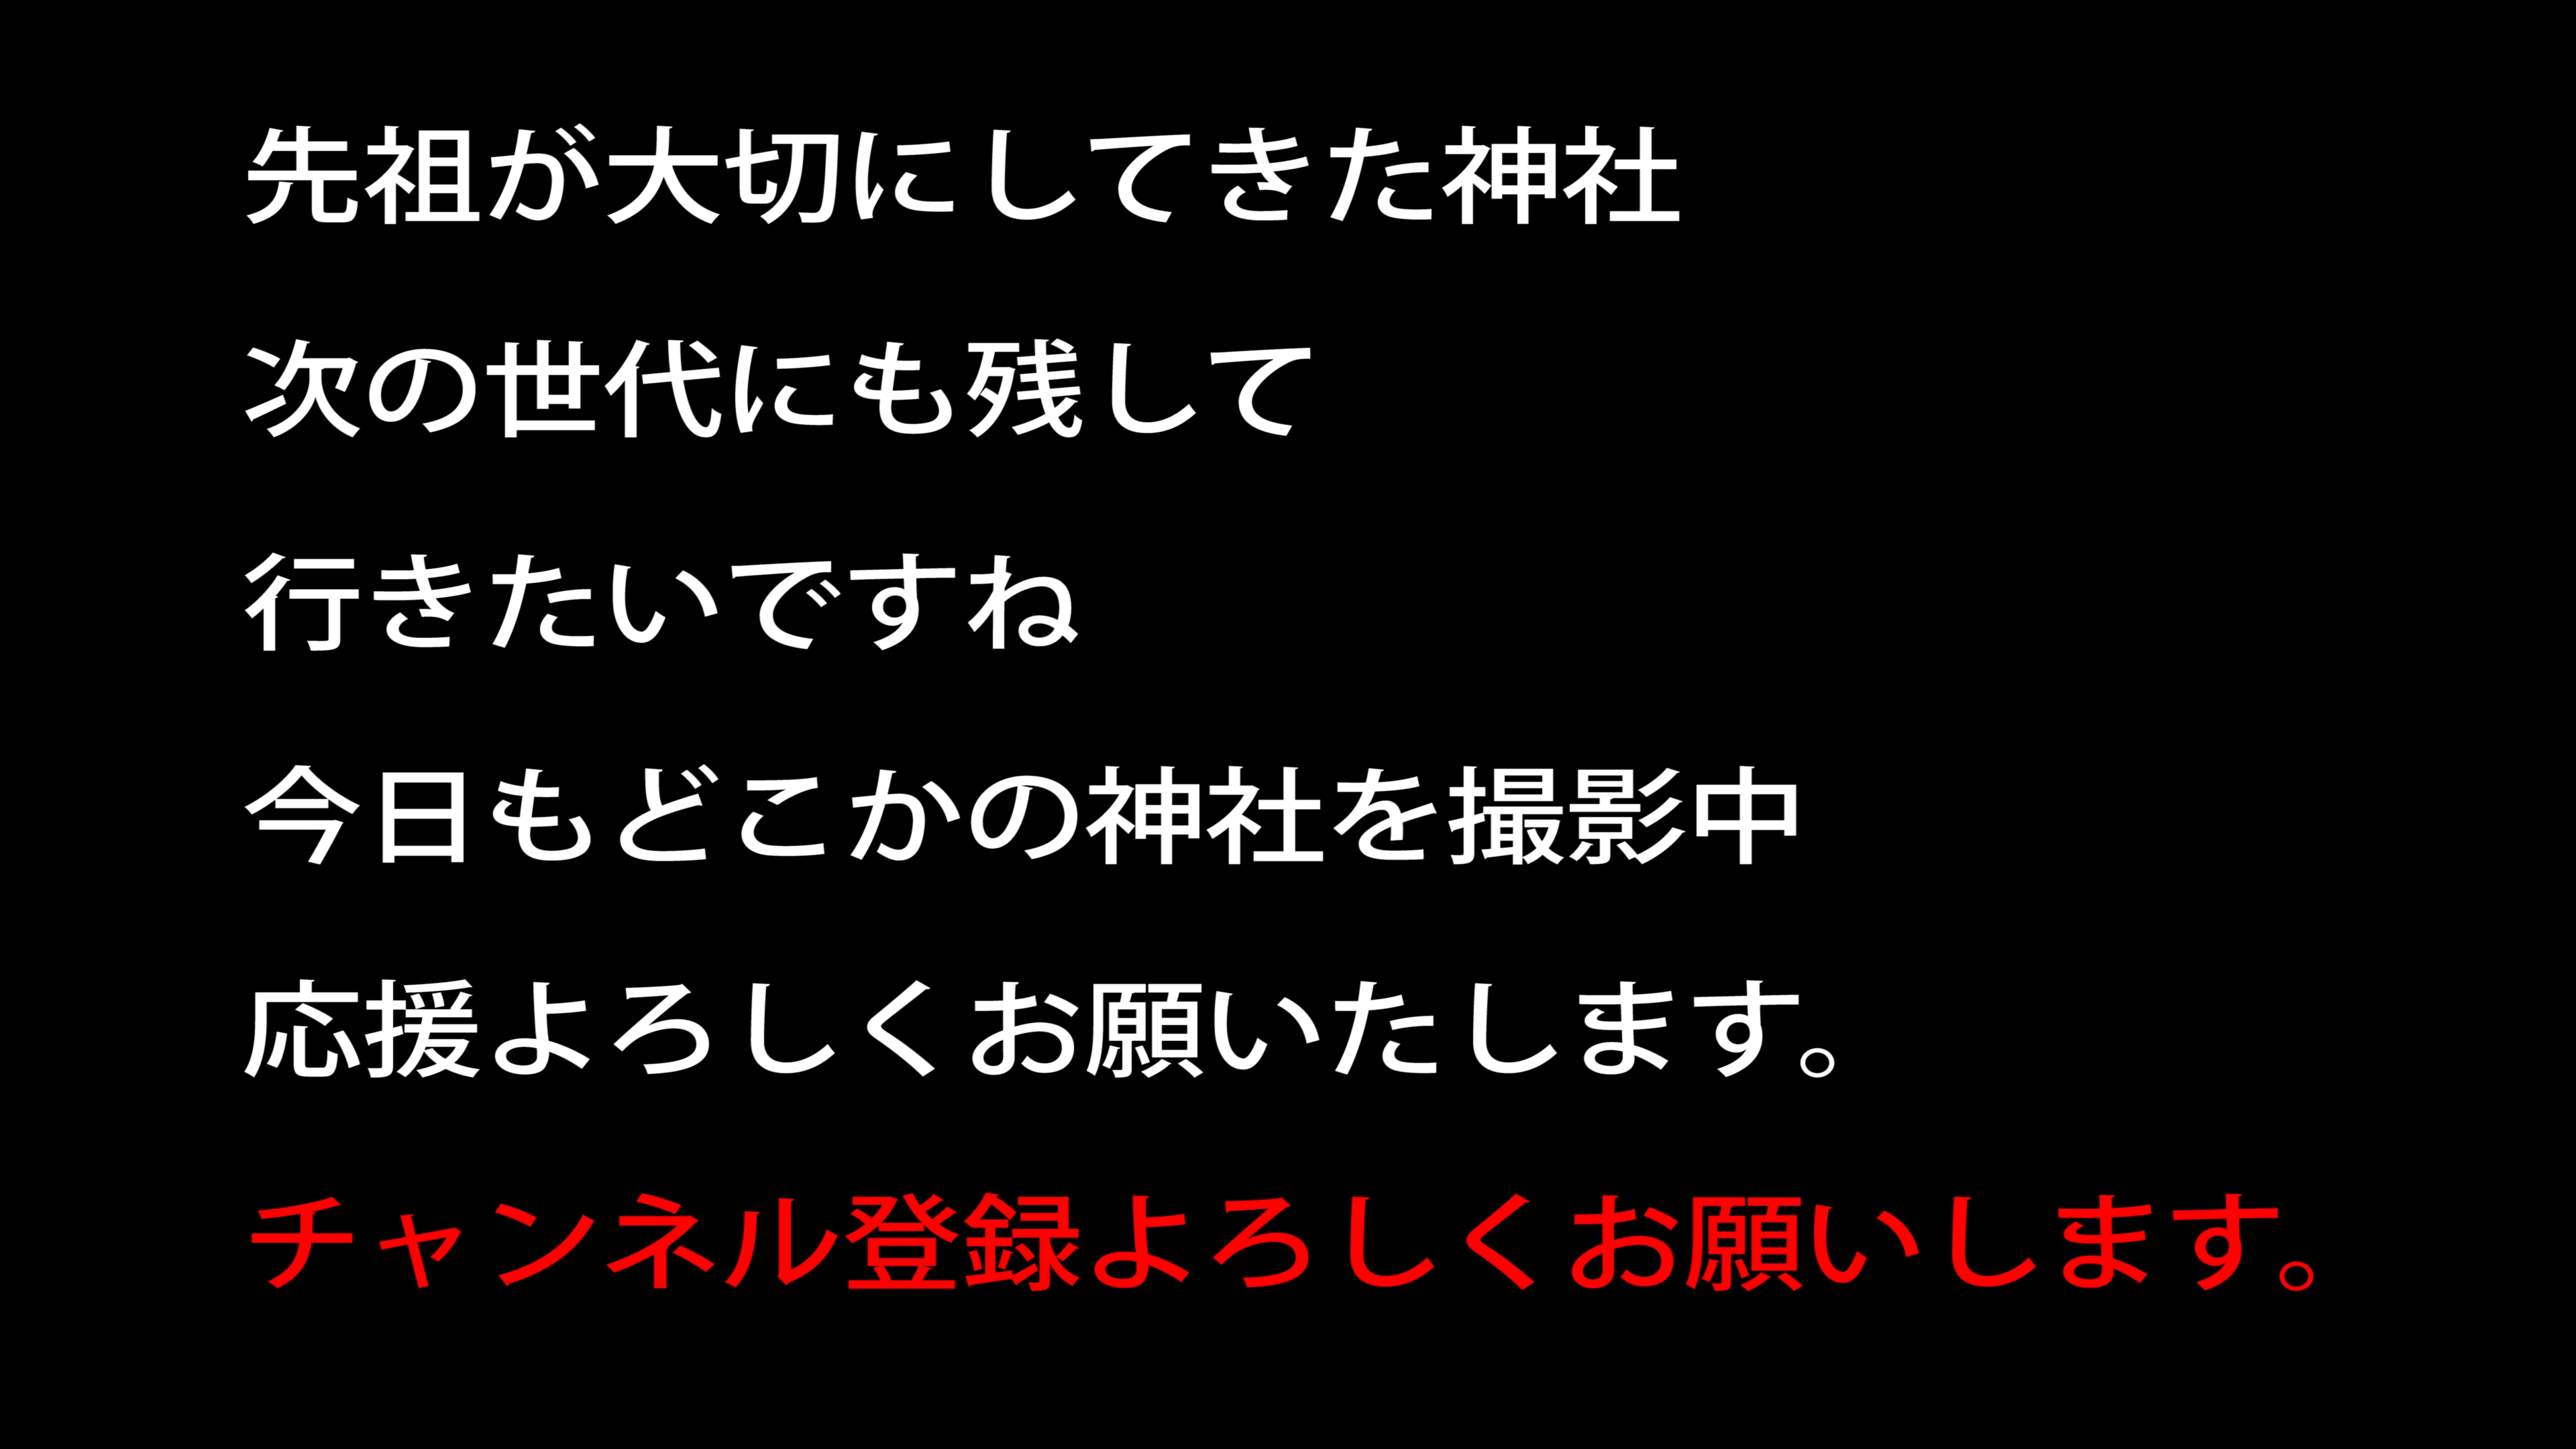 先祖が大切にしてきた神社
次の世代にも残して
行きたいですね
今日もどこかの神社を撮影中
応援よろしくお願いたします。
チャンネル登録よろしくお願いします。